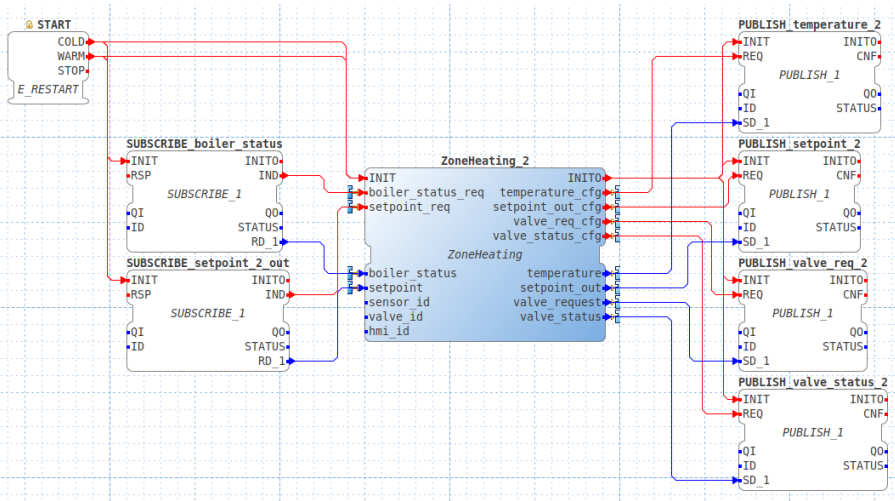 START
COLD
WARM
STOP
E_RESTART
SUBSCRIBE_boiler_status
INIT INITO
RSP IND
SUBSCRIBE_1
QI QO
ID STATUS
RD_1
SUBSCRIBE_setpoint_2_out
INIT INITO
RSP IND
SUBSCRIBE_1
QI QO
ID STATUS
RD_1
ZoneHeating_2
INIT INITO
boiler_status_req temperature_cfg
setpoint_req setpoint_out_cfg
valve_req_cfg
valve_status_cfg
ZoneHeating
boiler_status temperature
setpoint setpoint_out
sensor_id valve_request
valve_id valve_status
hmi_id
PUBLISH_temperature_2
INIT INITO
REQ CNF
PUBLISH_1
QI QO
ID STATUS
SD_1
PUBLISH_setpoint_2
INIT INITO
REQ CNF
PUBLISH_1
QI QO
ID STATUS
SD_1
PUBLISH_valve_req_2
INIT INITO
REQ CNF
PUBLISH_1
QI QO
ID STATUS
SD_1
PUBLISH_valve_status_2
INIT INITO
REQ CNF
PUBLISH_1
QI QO
ID STATUS
SD_1